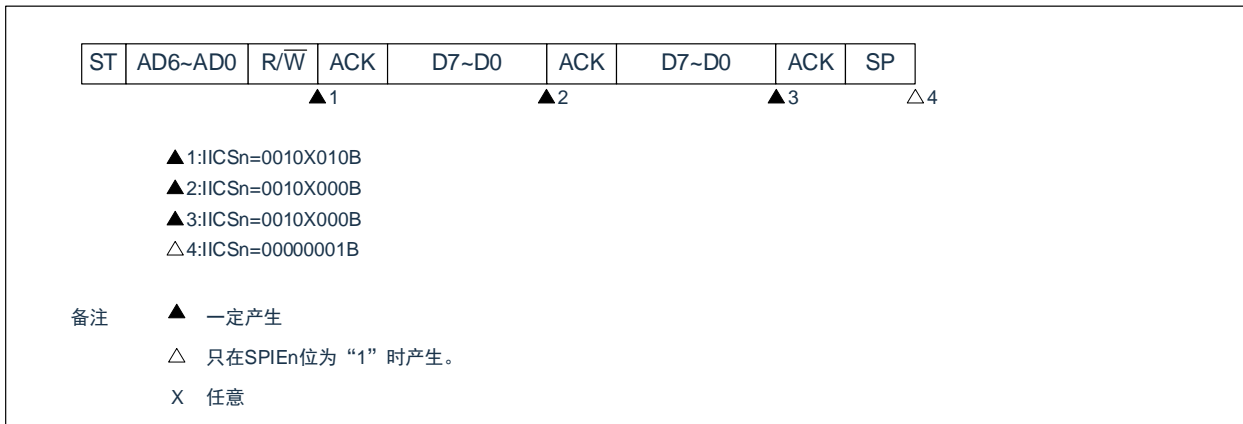 ST AD6~AD0 R/W̅ ACK D7~D0 ACK D7~D0 ACK SP
▲1 ▲2 ▲3 △4
▲1:IICSn=0010X010B
▲2:IICSn=0010X000B
▲3:IICSn=0010X000B
△4:IICSn=00000001B
备注 ▲ 一定产生
△ 只在SPIEn位为“1”时产生。
X 任意